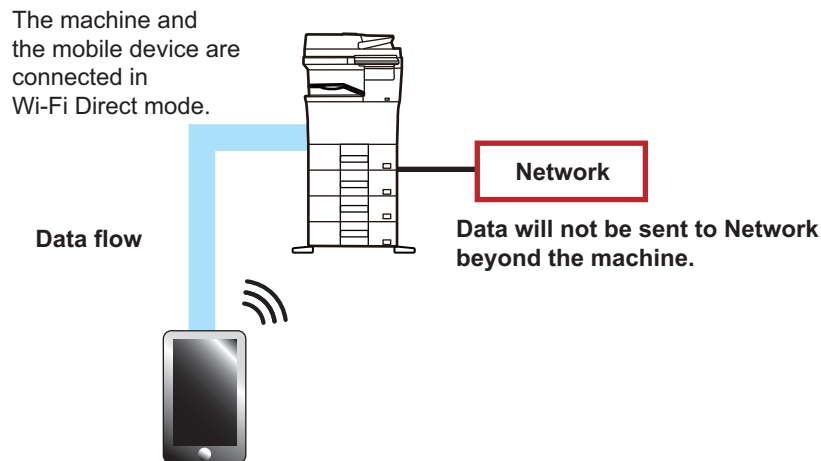 The machine and
the mobile device are
connected in
Wi-Fi Direct mode.
Network
Data flow
Data will not be sent to Network
beyond the machine.